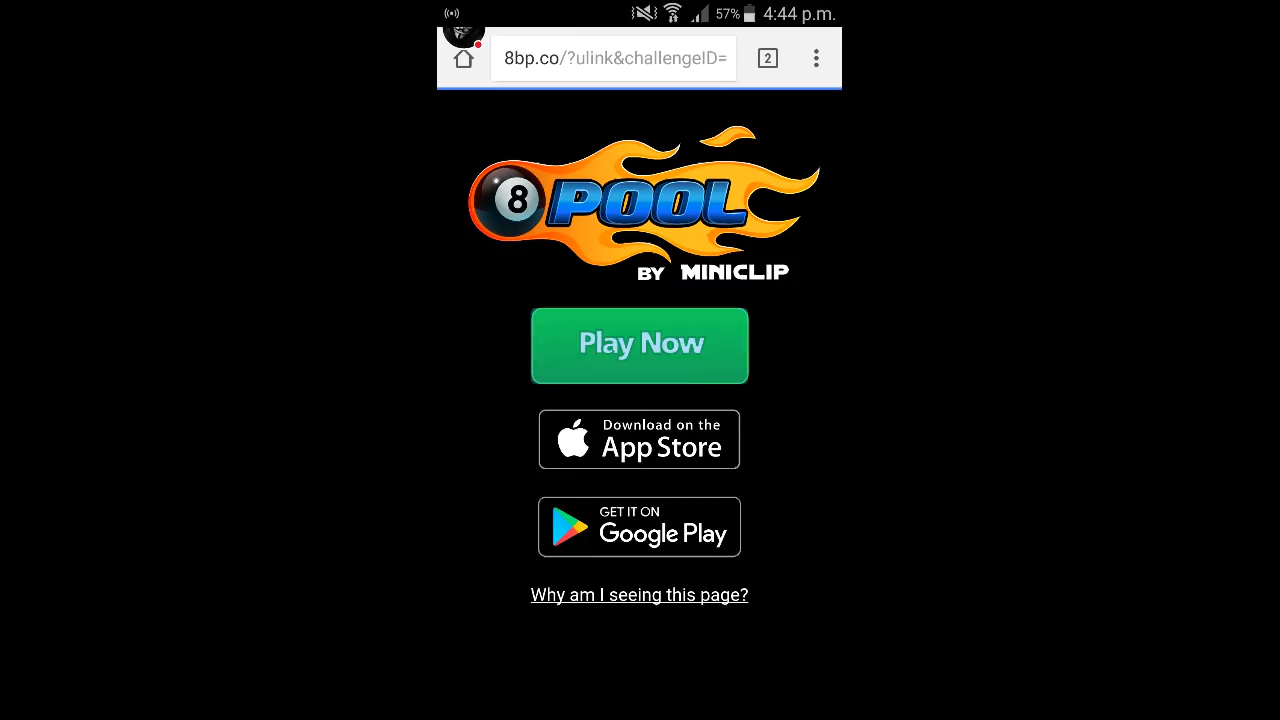 57% 4:44 p.m.
8bp.co/?ulink&challengeID=
2
8 POOL
BY MINICLIP
Play Now
Download on the
App Store
GET IT ON
Google Play
Why am I seeing this page?